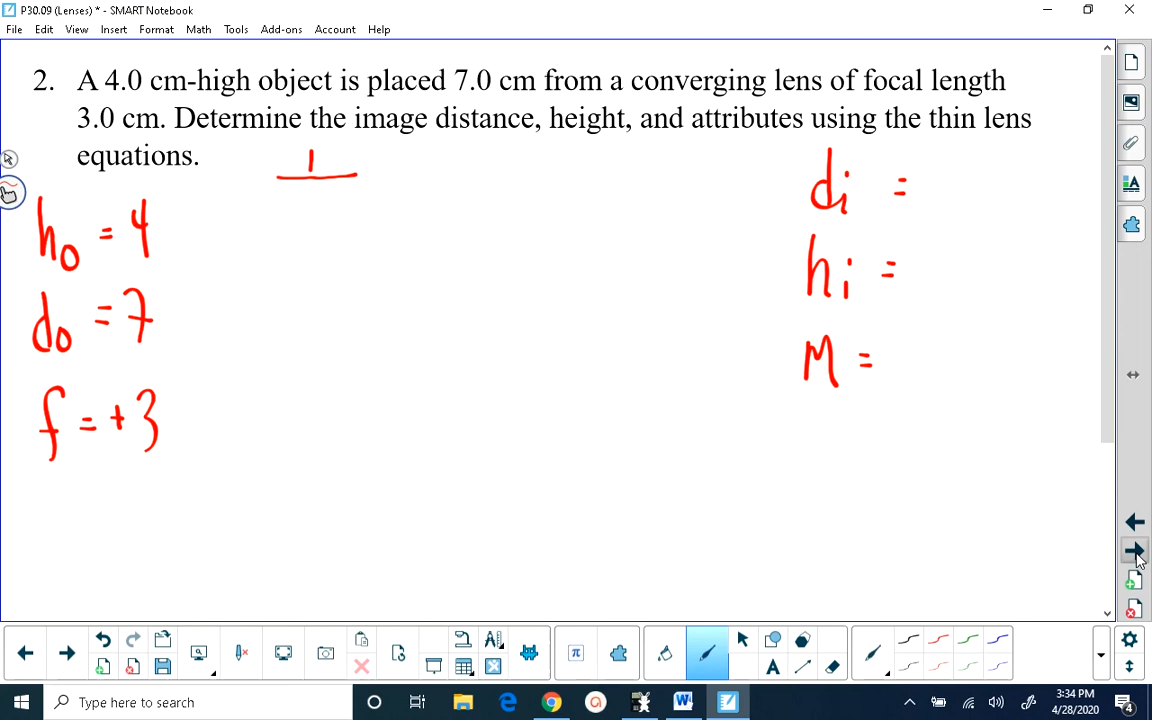 P30.09 (Lenses) * - SMART Notebook
File Edit View Insert Format Math Tools Add-ons Account Help
2. A 4.0 cm-high object is placed 7.0 cm from a converging lens of focal length
3.0 cm. Determine the image distance, height, and attributes using the thin lens
equations.
1
di =
ho = 4
hi =
do = 7
M =
f = +3
Type here to search
3:34 PM
4/28/2020
4